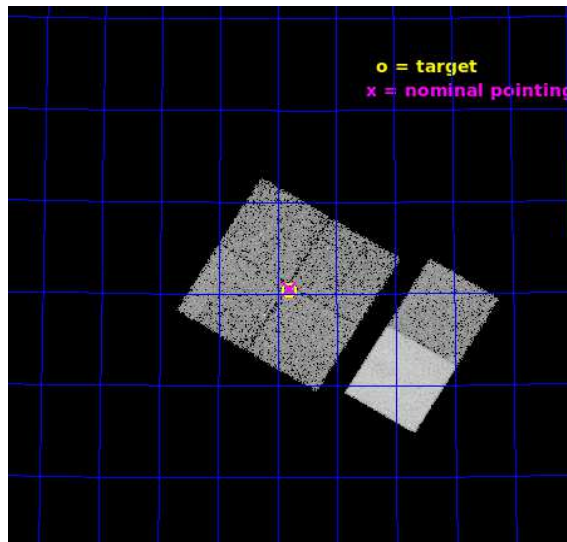 o = target
x = nominal pointing